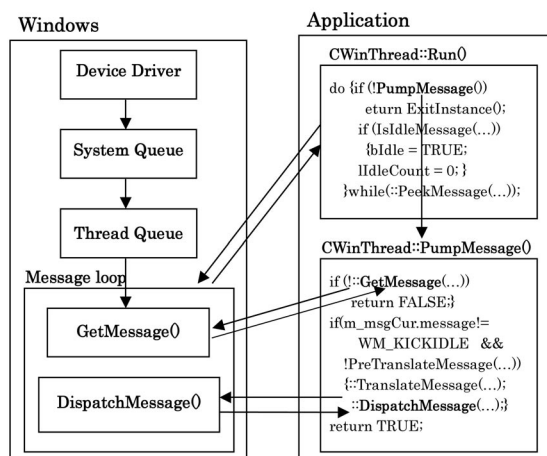 Windows
Device Driver
System Queue
Thread Queue
Message loop
GetMessage()
DispatchMessage()
Application
CWinThread::Run()
do {if (!PumpMessage())
eturn ExitInstance();
if (IsIdleMessage(...))
{bIdle = TRUE;
lIdleCount = 0; }
}while(::PeekMessage(...));
CWinThread::PumpMessage()
if (!::GetMessage(...))
return FALSE;}
if(m_msgCur.message!=
WM_KICKIDLE &&
!PreTranslateMessage(...))
{::TranslateMessage(...);
::DispatchMessage(...);}
return TRUE;